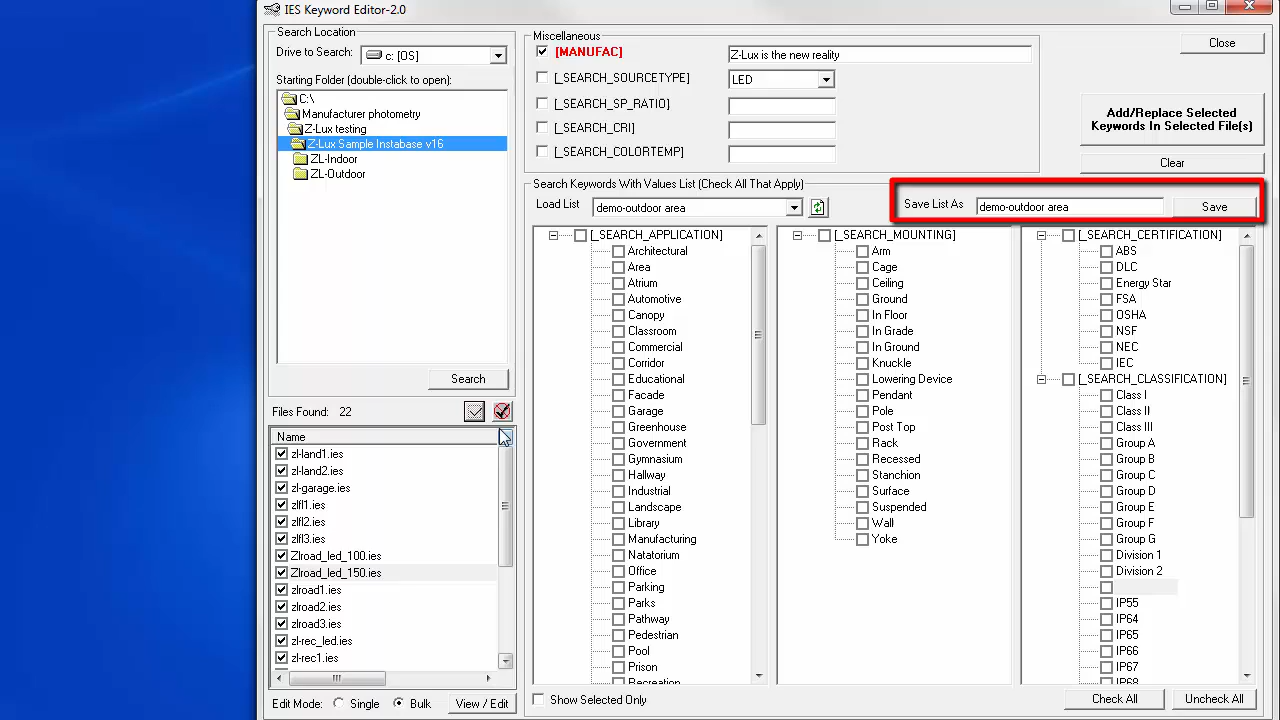 IES Keyword Editor-2.0
Search Location
Drive to Search:
c: [OS]
Starting Folder (double-click to open):
C:\
Manufacturer photometry
Z-Lux testing
Z-Lux Sample Instabase v16
ZL-Indoor
ZL-Outdoor
Search
Files Found: 22
Name
zl-land1.ies
zl-land2.ies
zl-garage.ies
zlfl1.ies
zlfl2.ies
zlfl3.ies
Zlroad_led_100.ies
Zlroad_led_150.ies
zlroad1.ies
zlroad2.ies
zlroad3.ies
zl-rec_led.ies
zl-rec1.ies
Edit Mode: Single Bulk View / Edit
Miscellaneous
[MANUFAC] Z-Lux is the new reality
[_SEARCH_SOURCETYPE] LED
[_SEARCH_SP_RATIO]
[_SEARCH_CRI]
[_SEARCH_COLORTEMP]
Close
Add/Replace Selected
Keywords In Selected File(s)
Clear
Search Keywords With Values List (Check All That Apply)
Load List demo-outdoor area
Save List As demo-outdoor area Save
[_SEARCH_APPLICATION]
Architectural
Area
Atrium
Automotive
Canopy
Classroom
Commercial
Corridor
Educational
Facade
Garage
Greenhouse
Government
Gymnasium
Hallway
Industrial
Landscape
Library
Manufacturing
Natatorium
Office
Parking
Parks
Pathway
Pedestrian
Pool
Prison
Recreation
[_SEARCH_MOUNTING]
Arm
Cage
Ceiling
Ground
In Floor
In Grade
In Ground
Knuckle
Lowering Device
Pendant
Pole
Post Top
Rack
Recessed
Stanchion
Surface
Suspended
Wall
Yoke
[_SEARCH_CERTIFICATION]
ABS
DLC
Energy Star
FSA
OSHA
NSF
NEC
IEC
[_SEARCH_CLASSIFICATION]
Class I
Class II
Class III
Group A
Group B
Group C
Group D
Group E
Group F
Group G
Division 1
Division 2
IP55
IP64
IP65
IP66
IP67
IP68
Show Selected Only
Check All
Uncheck All